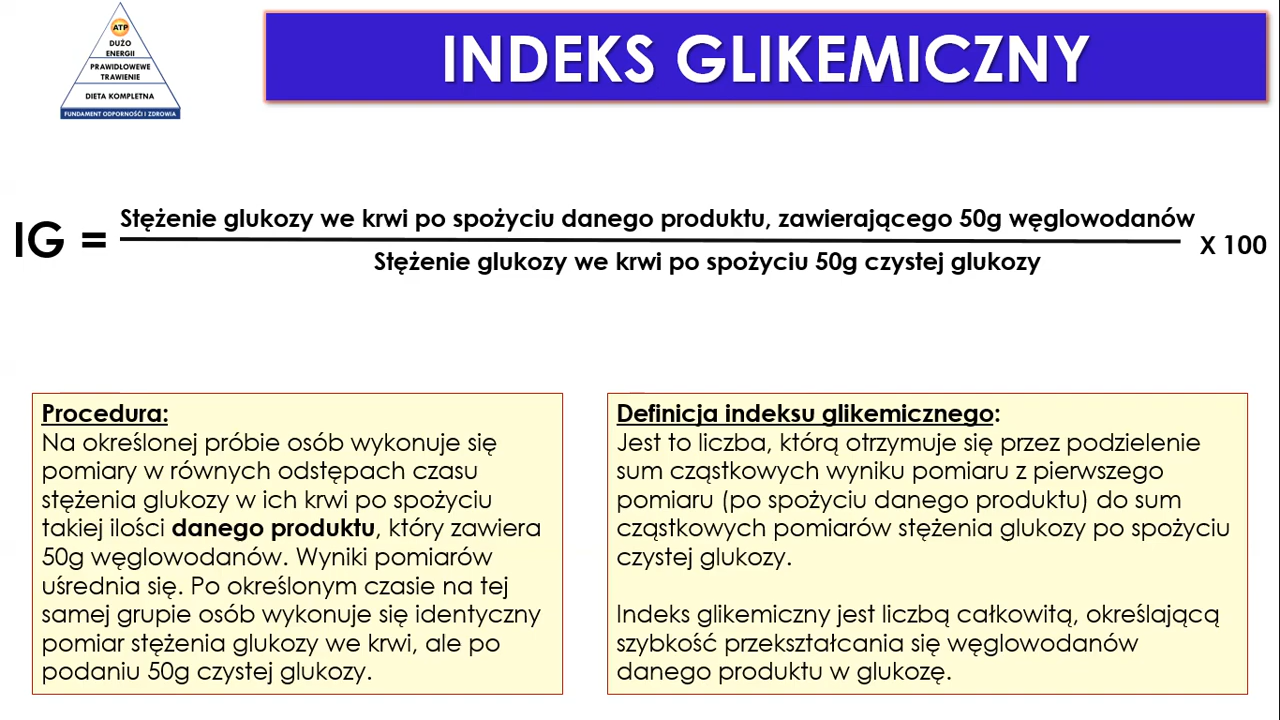 ATP
DUŻO
ENERGII
PRAWIDŁOWEWE
TRAWIENIE
DIETA KOMPLETNA
FUNDAMENT ODPORNOŚCI I ZDROWIA
INDEKS GLIKEMICZNY
Stężenie glukozy we krwi po spożyciu danego produktu, zawierającego 50g węglowodanów
IG =
X 100
Stężenie glukozy we krwi po spożyciu 50g czystej glukozy
Procedura:
Na określonej próbie osób wykonuje się
pomiary w równych odstępach czasu
stężenia glukozy w ich krwi po spożyciu
takiej ilości danego produktu, który zawiera
50g węglowodanów. Wyniki pomiarów
uśrednia się. Po określonym czasie na tej
samej grupie osób wykonuje się identyczny
pomiar stężenia glukozy we krwi, ale po
podaniu 50g czystej glukozy.
Definicja indeksu glikemicznego:
Jest to liczba, którą otrzymuje się przez podzielenie
sum cząstkowych wyniku pomiaru z pierwszego
pomiaru (po spożyciu danego produktu) do sum
cząstkowych pomiarów stężenia glukozy po spożyciu
czystej glukozy.
Indeks glikemiczny jest liczbą całkowitą, określającą
szybkość przekształcania się węglowodanów
danego produktu w glukozę.